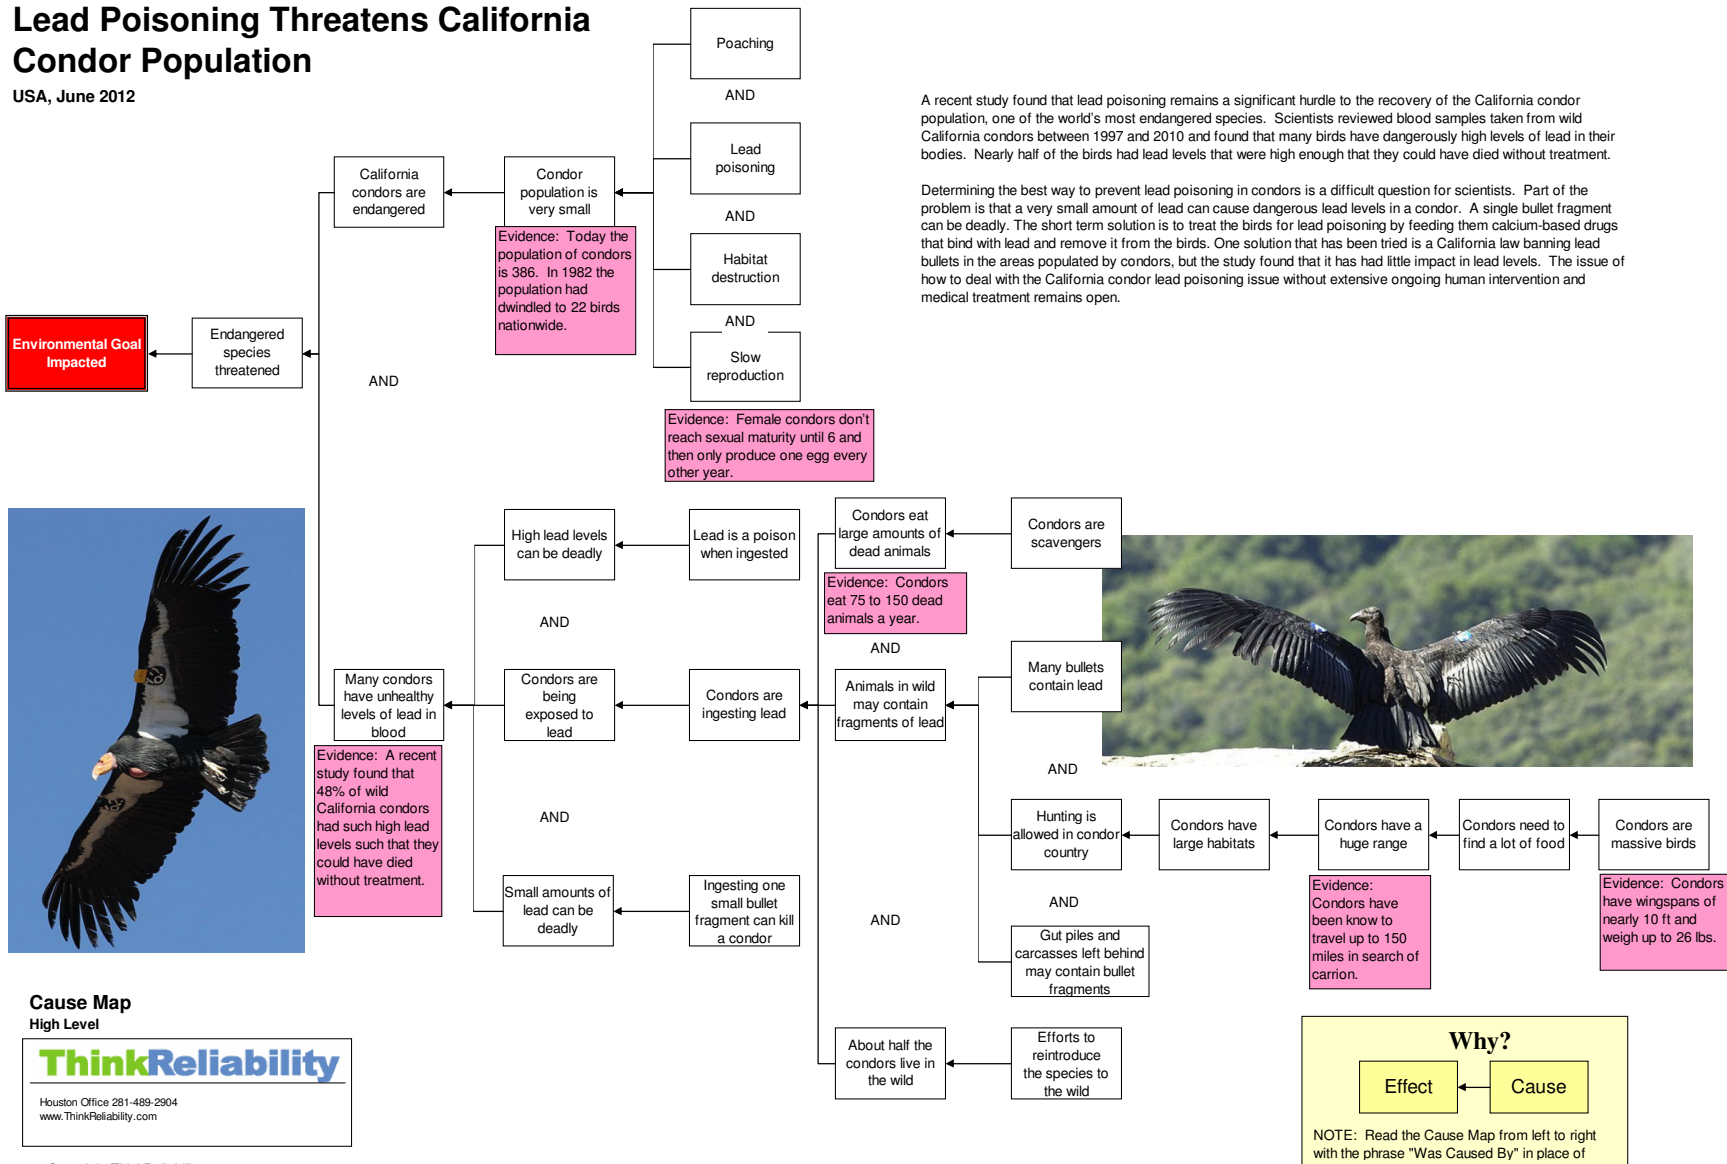 Lead Poisoning Threatens California
Condor Population
USA, June 2012
Poaching
AND
Lead
poisoning
AND
Habitat
destruction
AND
Slow
reproduction
Evidence:  Female condors don't
reach sexual maturity until 6 and
then only produce one egg every
other year.
A recent study found that lead poisoning remains a significant hurdle to the recovery of the California condor
population, one of the world's most endangered species.  Scientists reviewed blood samples taken from wild
California condors between 1997 and 2010 and found that many birds have dangerously high levels of lead in their
bodies.  Nearly half of the birds had lead levels that were high enough that they could have died without treatment.
Determining the best way to prevent lead poisoning in condors is a difficult question for scientists.  Part of the
problem is that a very small amount of lead can cause dangerous lead levels in a condor.  A single bullet fragment
can be deadly. The short term solution is to treat the birds for lead poisoning by feeding them calcium-based drugs
that bind with lead and remove it from the birds. One solution that has been tried is a California law banning lead
bullets in the areas populated by condors, but the study found that it has had little impact in lead levels.  The issue of
how to deal with the California condor lead poisoning issue without extensive ongoing human intervention and
medical treatment remains open.
California
condors are
endangered
Condor
population is
very small
Evidence:  Today the
population of condors
is 386.  In 1982 the
population had
dwindled to 22 birds
nationwide.
Environmental Goal
Impacted
Endangered
species
threatened
AND
Many condors
have unhealthy
levels of lead in
blood
Evidence:  A recent
study found that
48% of wild
California condors
had such high lead
levels such that they
could have died
without treatment.
High lead levels
can be deadly
Lead is a poison
when ingested
AND
Condors are
being
exposed to
lead
Condors are
ingesting lead
AND
Small amounts of
lead can be
deadly
Ingesting one
small bullet
fragment can kill
a condor
Condors eat
large amounts of
dead animals
Condors are
scavengers
Evidence:  Condors
eat 75 to 150 dead
animals a year.
AND
Animals in wild
may contain
fragments of lead
Many bullets
contain lead
AND
Hunting is
allowed in condor
country
Condors have
large habitats
Condors have a
huge range
Condors need to
find a lot of food
Condors are
massive birds
Evidence:
Condors have
been know to
travel up to 150
miles in search of
carrion.
Evidence:  Condors
have wingspans of
nearly 10 ft and
weigh up to 26 lbs.
AND
Gut piles and
carcasses left behind
may contain bullet
fragments
AND
About half the
condors live in
the wild
Efforts to
reintroduce
the species to
the wild
Cause Map
High Level
ThinkReliability
Houston Office 281-489-2904
www.ThinkReliability.com
Why?
Effect
Cause
NOTE:  Read the Cause Map from left to right
with the phrase "Was Caused By" in place of